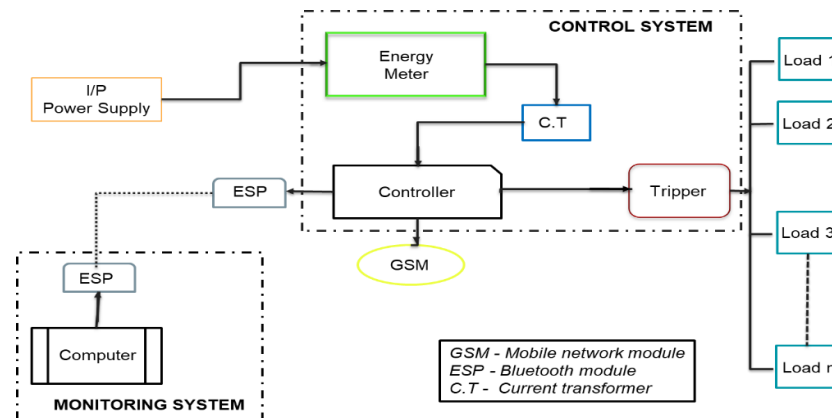 CONTROL SYSTEM
Energy
Meter
Load 1
I/P
Power Supply
C.T
Load 2
ESP
Controller
Tripper
Load 3
GSM
ESP
Computer
GSM - Mobile network module
ESP - Bluetooth module
C.T - Current transformer
Load n
MONITORING SYSTEM